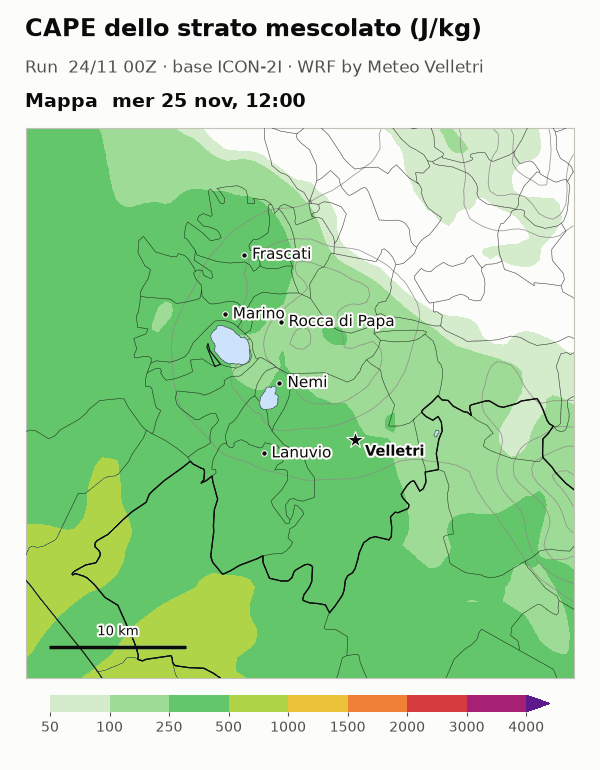 CAPE dello strato mescolato (J/kg)
Run  24/11 00Z · base ICON-2I · WRF by Meteo Velletri
Mappa  mer 25 nov, 12:00
Frascati
Marino
Rocca di Papa
Nemi
Velletri
Lanuvio
10 km
50 100 250 500 1000 1500 2000 3000 4000